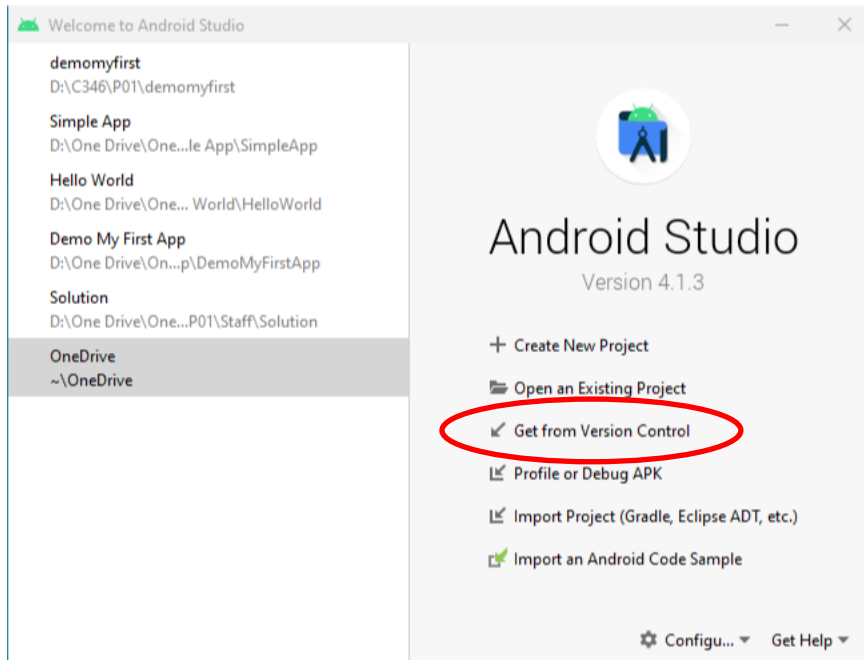 Welcome to Android Studio
demomyfirst
D:\C346\P01\demomyfirst
Simple App
D:\One Drive\One...le App\SimpleApp
Hello World
D:\One Drive\One... World\HelloWorld
Demo My First App
D:\One Drive\On...p\DemoMyFirstApp
Solution
D:\One Drive\One...P01\Staff\Solution
OneDrive
~\OneDrive
Android Studio
Version 4.1.3
Create New Project
Open an Existing Project
Get from Version Control
Profile or Debug APK
Import Project (Gradle, Eclipse ADT, etc.)
Import an Android Code Sample
Configu... Get Help